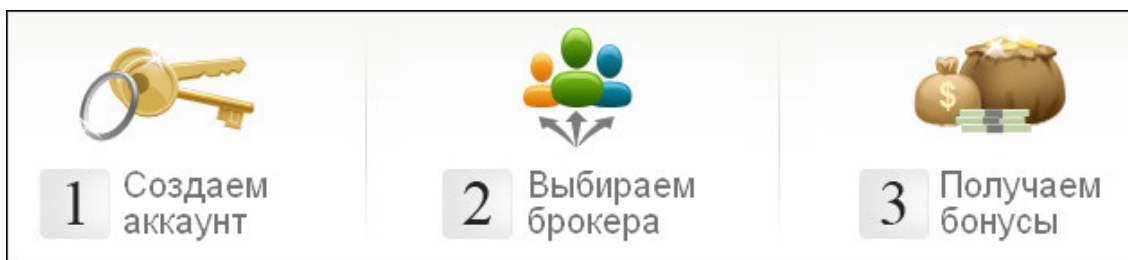 $
1 Создаем
аккаунт
2 Выбираем
брокера
3 Получаем
бонусы